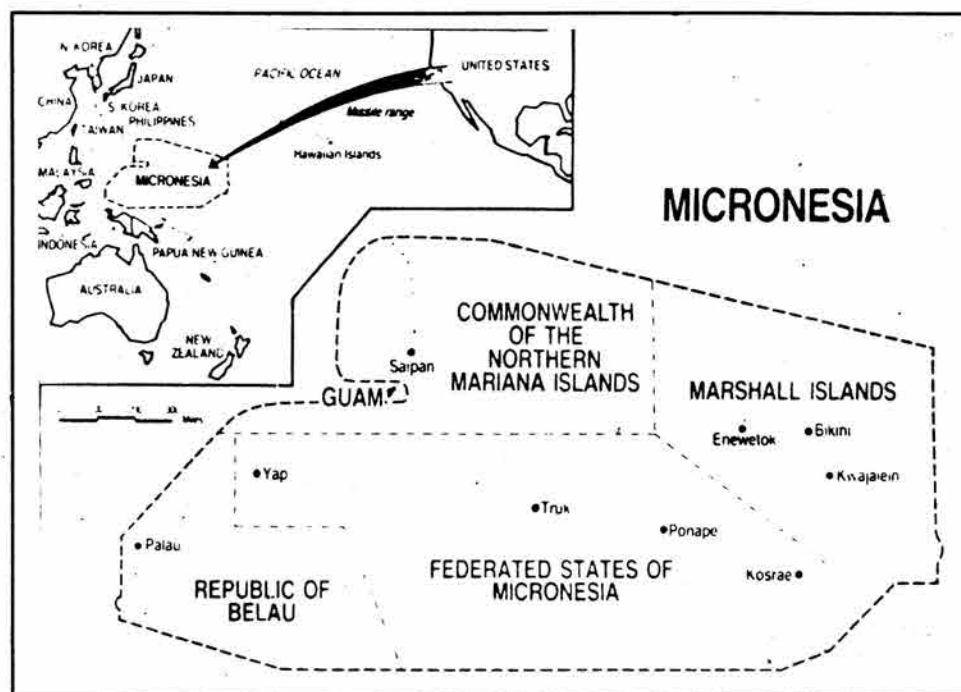 N KOREA
JAPAN
CHINA
S. KOREA
PHILIPPINES
TAIWAN
MALAYSIA
INDONESIA
MICRONESIA
PAPUA NEW GUINEA
AUSTRALIA
NEW
ZEALAND
PACIFIC OCEAN
UNITED STATES
Missile range
Hawaiian Islands
MICRONESIA
COMMONWEALTH
OF THE
NORTHERN
MARIANA ISLANDS
Saipan
GUAM
MARSHALL ISLANDS
Enewetok
Bikini
Kwajalein
Miles
Yap
Truk
Ponape
Palau
Kosrae
REPUBLIC OF
BELAU
FEDERATED STATES OF
MICRONESIA